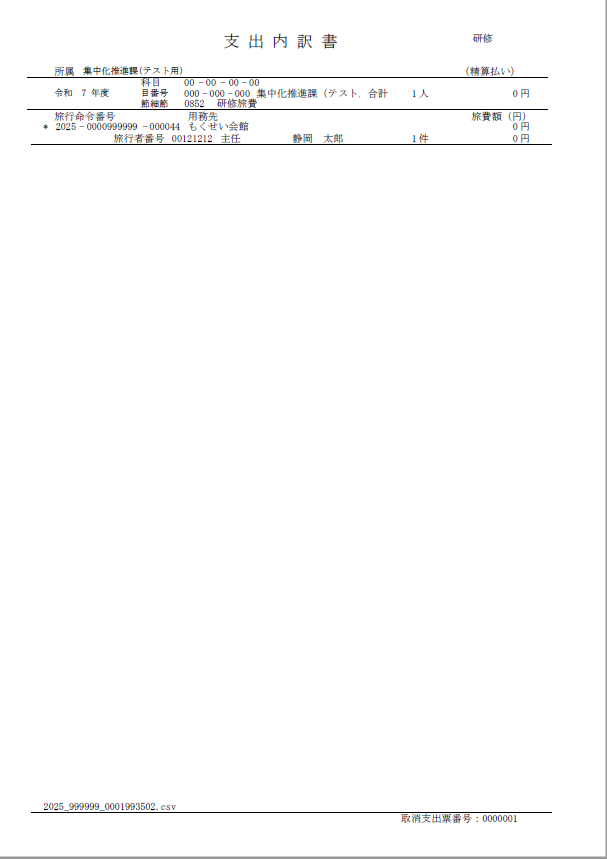 支出内訳書 研修
所属 集中化推進課(テスト用) (精算払い)
科目 00-00-00-00
令和 7 年度 目番号 000-000-000 集中化推進課（テスト. 合計 1人 0円
節細節 0852 研修旅費
旅行命令番号 用務先 旅費額（円）
* 2025-0000999999-000044 もくせい会館 0円
旅行者番号 00121212 主任 静岡 太郎 1件 0円
2025_999999_0001993502.csv
取消支出票番号：0000001